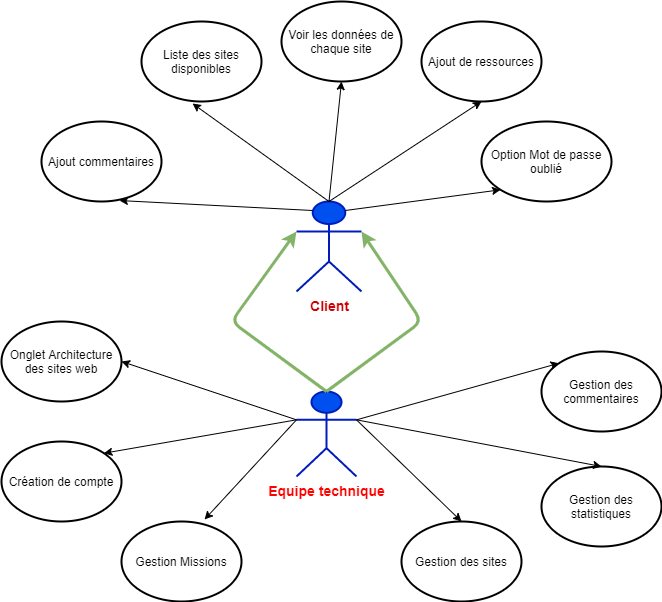 Voir les données de
chaque site
Liste des sites
disponibles
Ajout de ressources
Ajout commentaires
Option Mot de passe
oublié
Client
Onglet Architecture
des sites web
Gestion des
commentaires
Création de compte
Equipe technique
Gestion des
statistiques
Gestion Missions
Gestion des sites